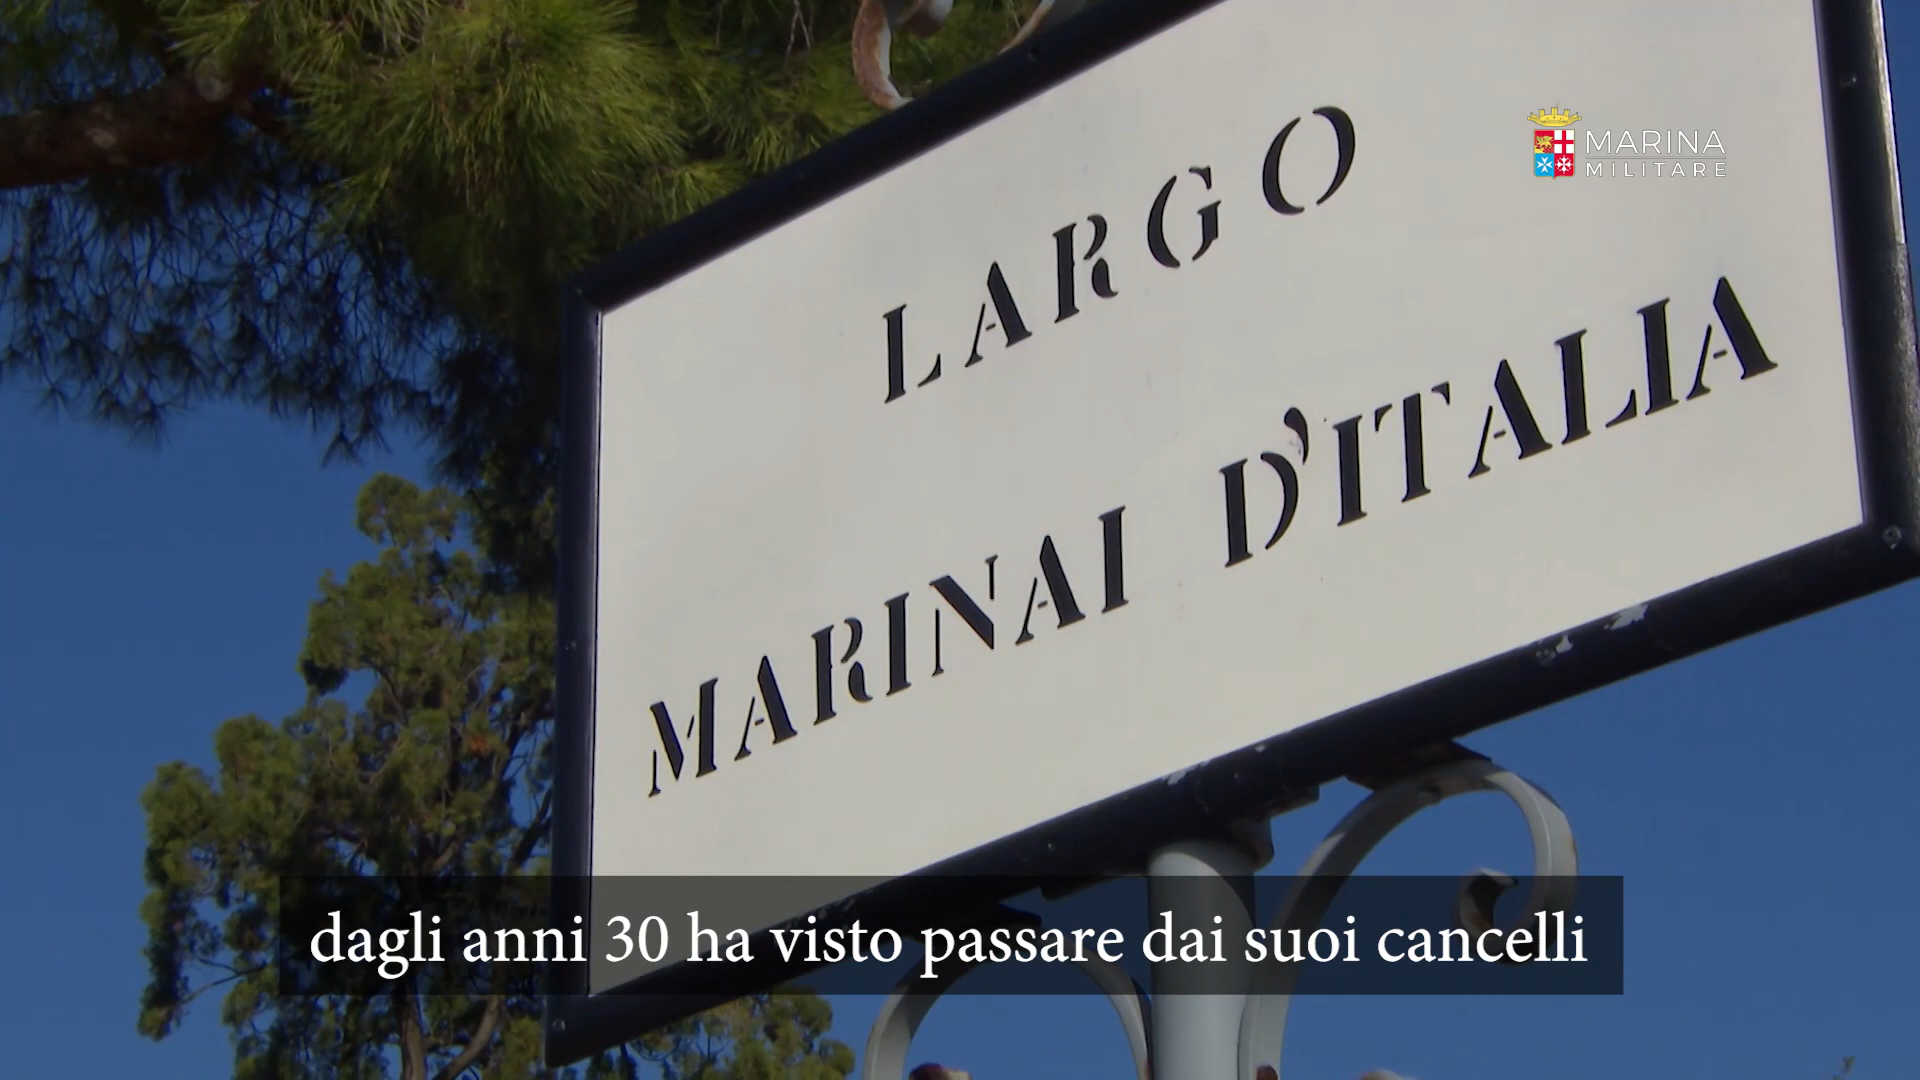 LARGO
MARINAI D'ITALIA
MARINA
MILITARE
dagli anni 30 ha visto passare dai suoi cancelli